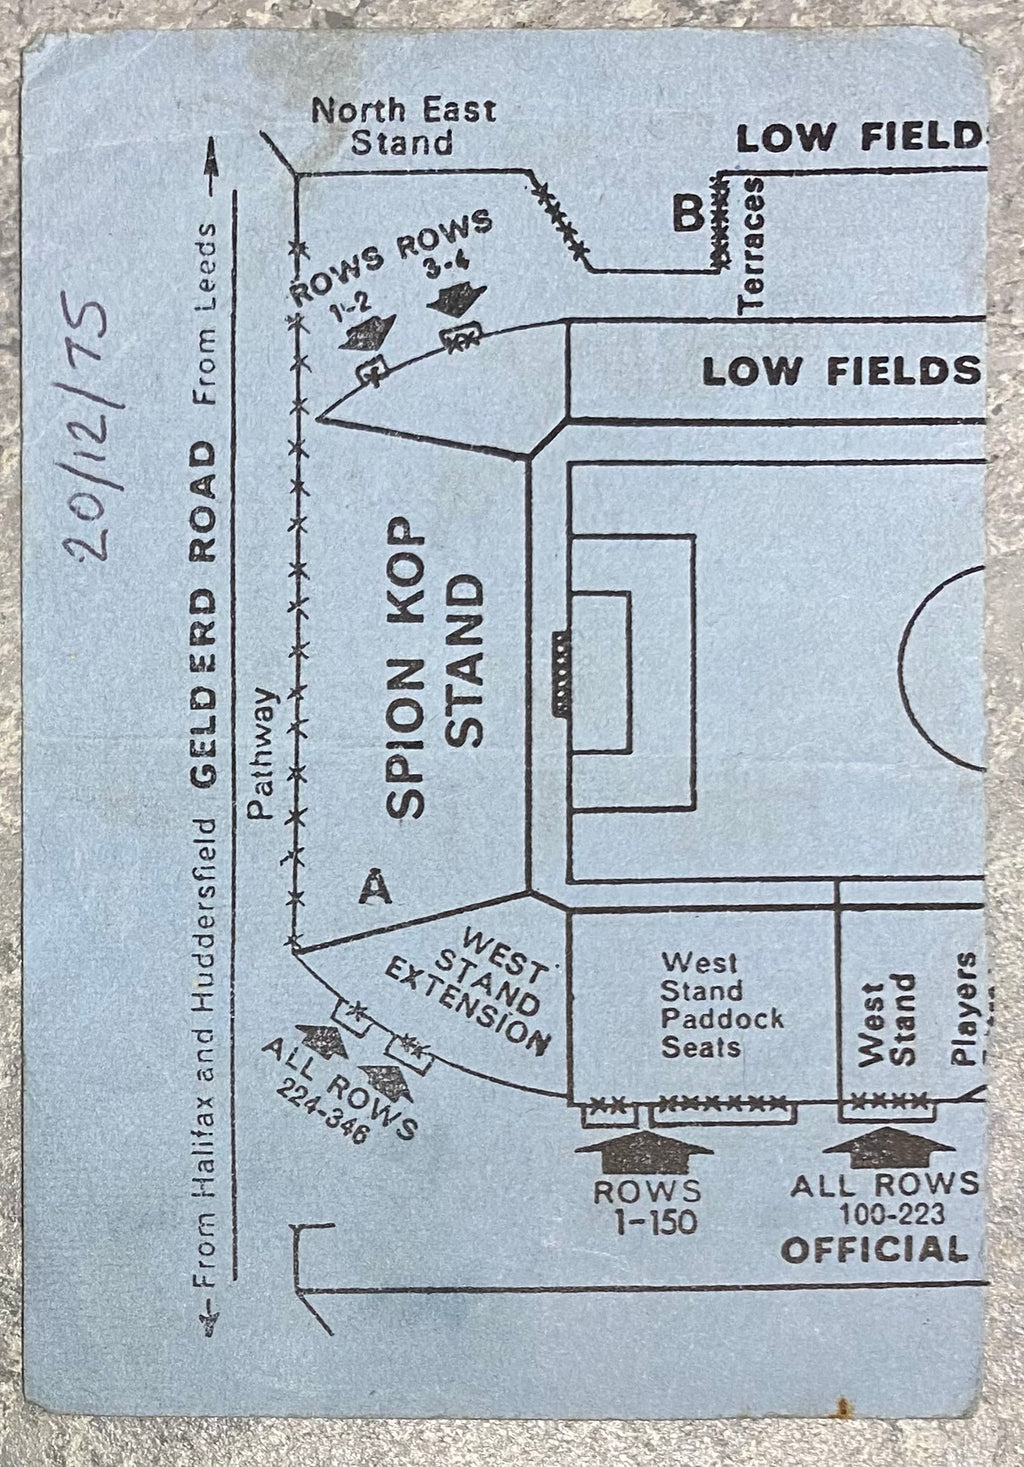 North East
Stand
LOW FIELDS
B
Terraces
ROWS
1-2
ROWS
3-4
LOW FIELDS
20/12/75
←From Halifax and Huddersfield GELDERD ROAD From Leeds→
Pathway
SPION KOP
STAND
A
WEST
STAND
EXTENSION
West
Stand
Paddock
Seats
West
Stand
Players
ALL ROWS
224-346
ROWS
1-150
ALL ROWS
100-223
OFFICIAL